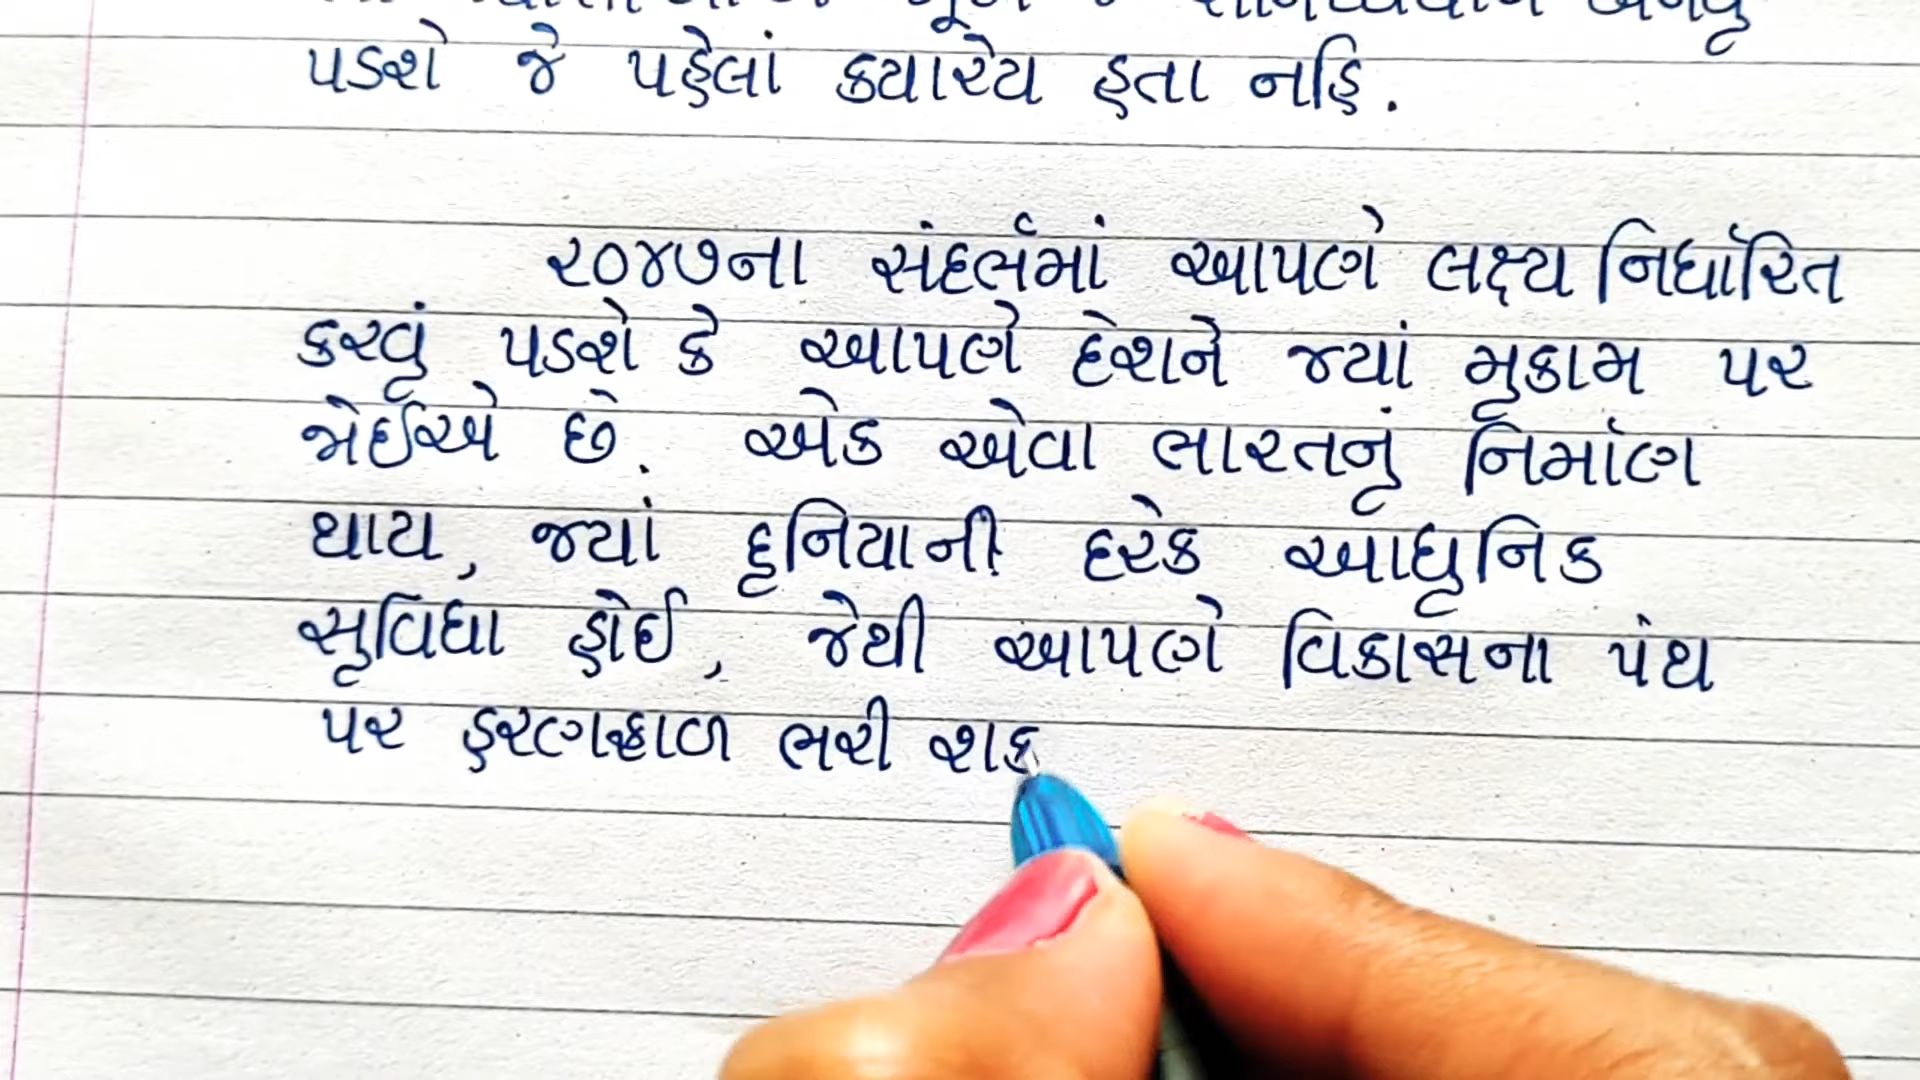 પડશે જે પહેલાં ક્યારેય હતા નહિ.
૨૦૪૭ના સંદર્ભમાં આપણે લક્ષ્ય નિર્ધારિત
કરવું પડશે કે આપણે દેશને જ્યાં મુકામ પર
જોઈએ છે. એક એવા ભારતનું નિર્માણ
થાય, જ્યાં દુનિયાની દરેક આધુનિક
સુવિધા હોઈ, જેથી આપણે વિકાસના પંથ
પર હરણફાળ ભરી શક